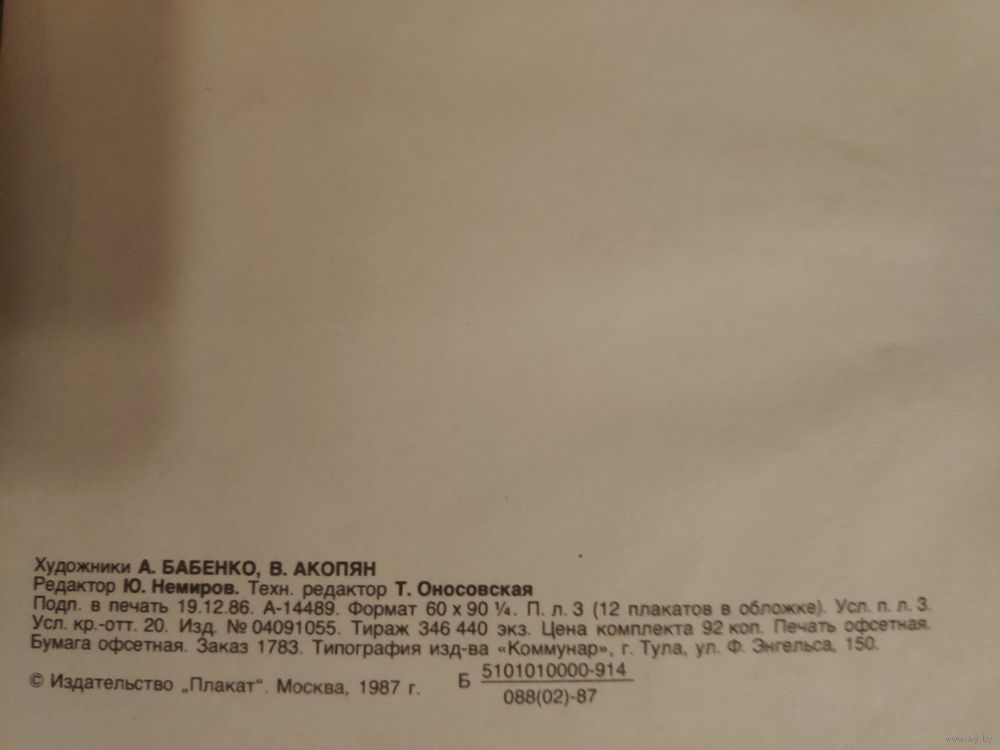 Художники А. БАБЕНКО, В. АКОПЯН
Редактор Ю. Немиров. Техн. редактор Т. Оносовская
Подп. в печать 19.12.86. А-14489. Формат 60 х 90 ¼. П. л. 3 (12 плакатов в обложке). Усл. п. л. 3.
Усл. кр.-отт. 20. Изд. № 04091055. Тираж 346 440 экз. Цена комплекта 92 коп. Печать офсетная.
Бумага офсетная. Заказ 1783. Типография изд-ва «Коммунар», г. Тула, ул. Ф. Энгельса, 150.
© Издательство „Плакат“. Москва, 1987 г.
Б 5101010000-914
088(02)-87
www.ay.by